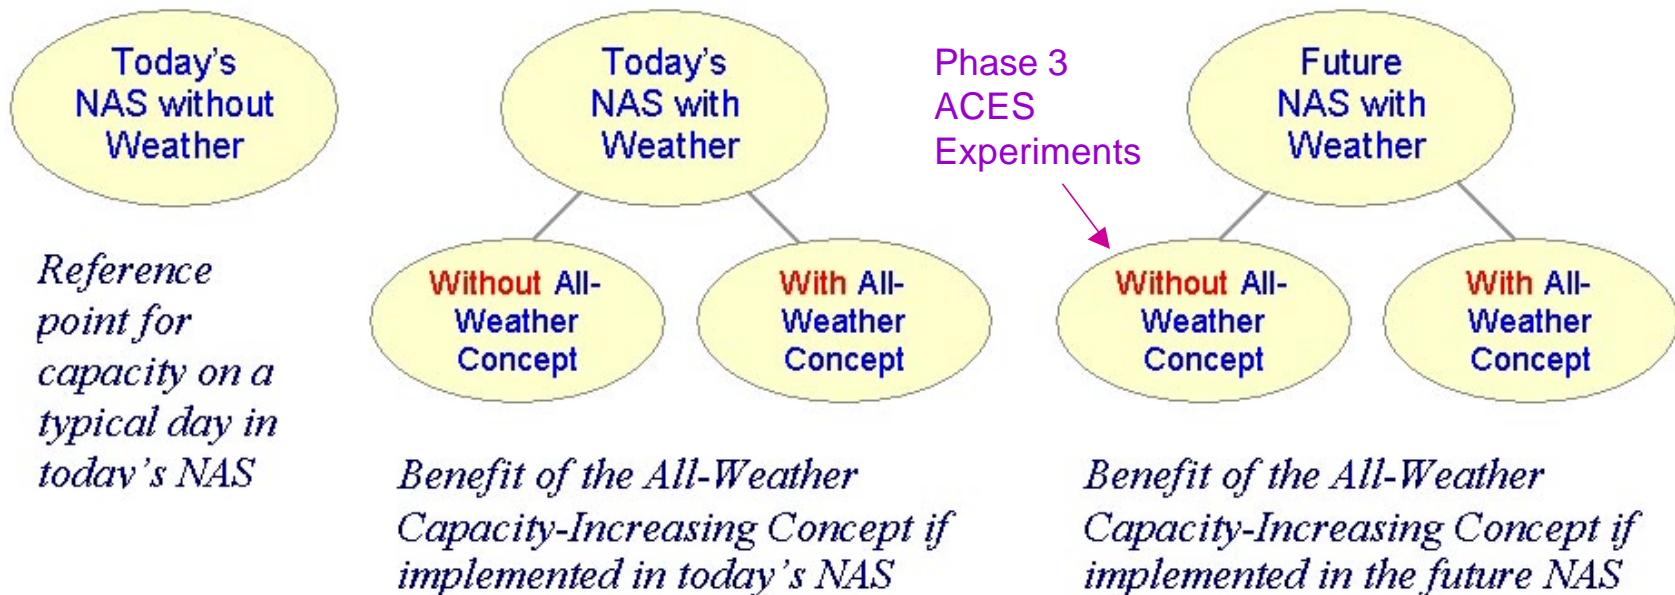 Today's
NAS without
Weather
Reference
point for
capacity on a
typical day in
today's NAS
Today's
NAS with
Weather
Without All-
Weather
Concept
With All-
Weather
Concept
Benefit of the All-Weather
Capacity-Increasing Concept if
implemented in today's NAS
Phase 3
ACES
Experiments
Future
NAS with
Weather
Without All-
Weather
Concept
With All-
Weather
Concept
Benefit of the All-Weather
Capacity-Increasing Concept if
implemented in the future NAS